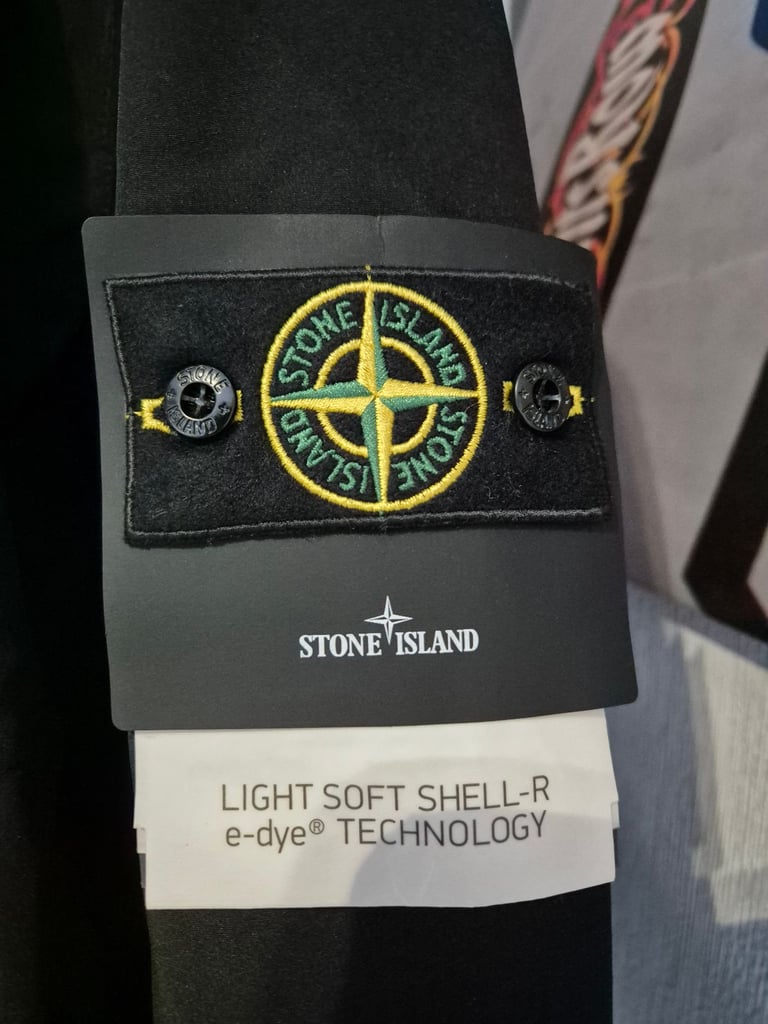 STONE ISLAND
STONE ISLAND
STONE
ISLAND
STONE
ISLAND
STONE ISLAND
LIGHT SOFT SHELL-R
e-dye® TECHNOLOGY